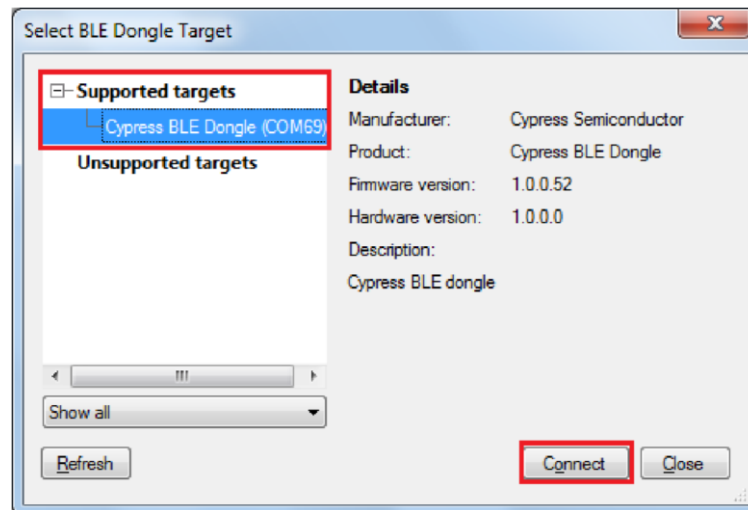 Select BLE Dongle Target
Supported targets
Cypress BLE Dongle (COM69)
Unsupported targets
Show all
Refresh
Details
Manufacturer: Cypress Semiconductor
Product: Cypress BLE Dongle
Firmware version: 1.0.0.52
Hardware version: 1.0.0.0
Description:
Cypress BLE dongle
Connect
Close